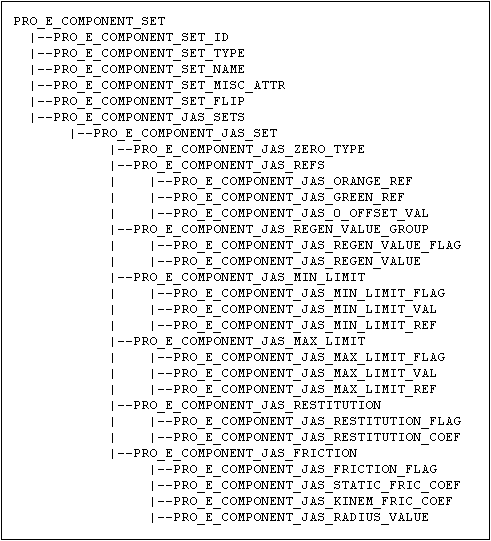 PRO_E_COMPONENT_SET
|--PRO_E_COMPONENT_SET_ID
|--PRO_E_COMPONENT_SET_TYPE
|--PRO_E_COMPONENT_SET_NAME
|--PRO_E_COMPONENT_SET_MISC_ATTR
|--PRO_E_COMPONENT_SET_FLIP
|--PRO_E_COMPONENT_JAS_SETS
|--PRO_E_COMPONENT_JAS_SET
|--PRO_E_COMPONENT_JAS_ZERO_TYPE
|--PRO_E_COMPONENT_JAS_REFS
| |--PRO_E_COMPONENT_JAS_ORANGE_REF
| |--PRO_E_COMPONENT_JAS_GREEN_REF
| |--PRO_E_COMPONENT_JAS_0_OFFSET_VAL
|--PRO_E_COMPONENT_JAS_REGEN_VALUE_GROUP
| |--PRO_E_COMPONENT_JAS_REGEN_VALUE_FLAG
| |--PRO_E_COMPONENT_JAS_REGEN_VALUE
|--PRO_E_COMPONENT_JAS_MIN_LIMIT
| |--PRO_E_COMPONENT_JAS_MIN_LIMIT_FLAG
| |--PRO_E_COMPONENT_JAS_MIN_LIMIT_VAL
| |--PRO_E_COMPONENT_JAS_MIN_LIMIT_REF
|--PRO_E_COMPONENT_JAS_MAX_LIMIT
| |--PRO_E_COMPONENT_JAS_MAX_LIMIT_FLAG
| |--PRO_E_COMPONENT_JAS_MAX_LIMIT_VAL
| |--PRO_E_COMPONENT_JAS_MAX_LIMIT_REF
|--PRO_E_COMPONENT_JAS_RESTITUTION
| |--PRO_E_COMPONENT_JAS_RESTITUTION_FLAG
| |--PRO_E_COMPONENT_JAS_RESTITUTION_COEF
|--PRO_E_COMPONENT_JAS_FRICTION
|--PRO_E_COMPONENT_JAS_FRICTION_FLAG
|--PRO_E_COMPONENT_JAS_STATIC_FRIC_COEF
|--PRO_E_COMPONENT_JAS_KINEM_FRIC_COEF
|--PRO_E_COMPONENT_JAS_RADIUS_VALUE